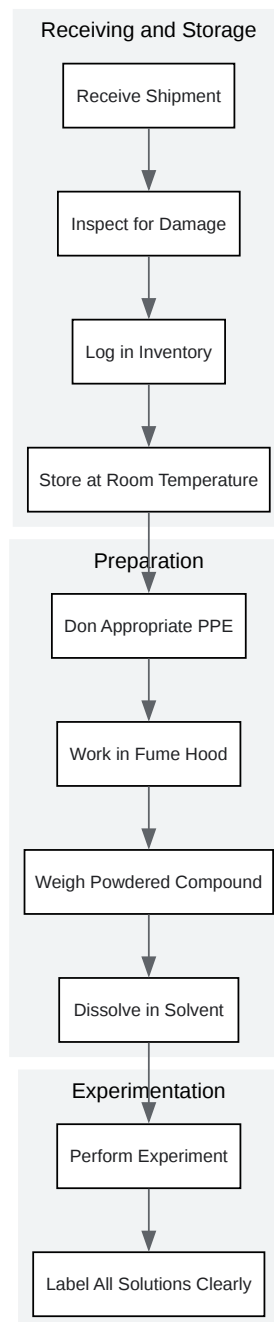 Receiving and Storage
Receive Shipment
Inspect for Damage
Log in Inventory
Store at Room Temperature
Preparation
Don Appropriate PPE
Work in Fume Hood
Weigh Powdered Compound
Dissolve in Solvent
Experimentation
Perform Experiment
Label All Solutions Clearly